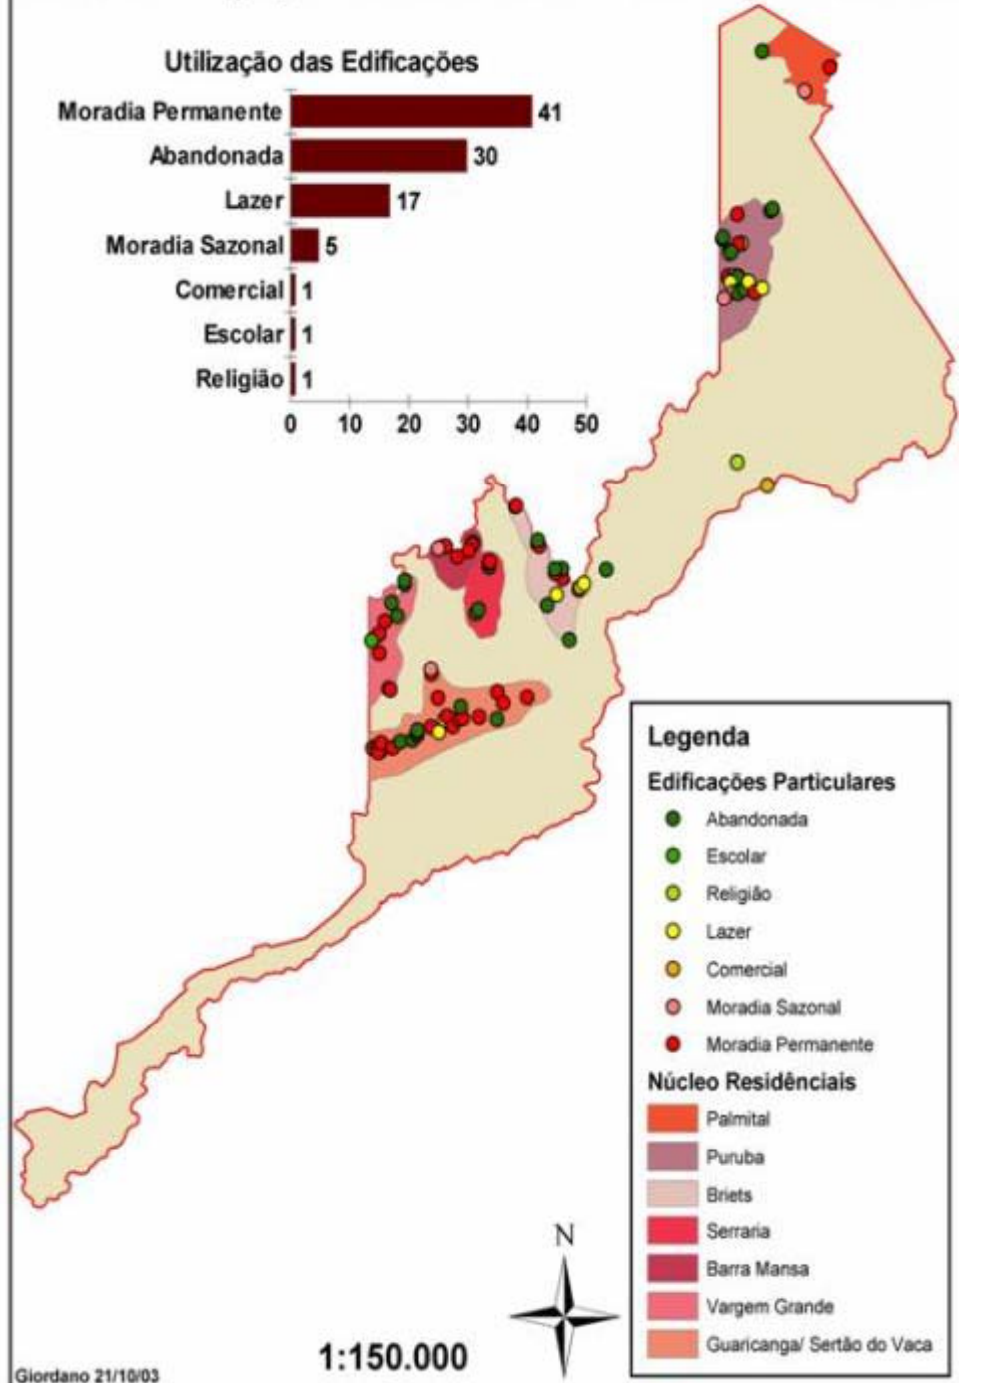 Utilização das Edificações
Moradia Permanente 41
Abandonada 30
Lazer 17
Moradia Sazonal 5
Comercial 1
Escolar 1
Religião 1
0 10 20 30 40 50
Legenda
Edificações Particulares
Abandonada
Escolar
Religião
Lazer
Comercial
Moradia Sazonal
Moradia Permanente
Núcleo Residênciais
Palmital
Puruba
Briets
Serraria
Barra Mansa
Vargem Grande
Guaricanga/ Sertão do Vaca
N
1:150.000
Giordano 21/10/03